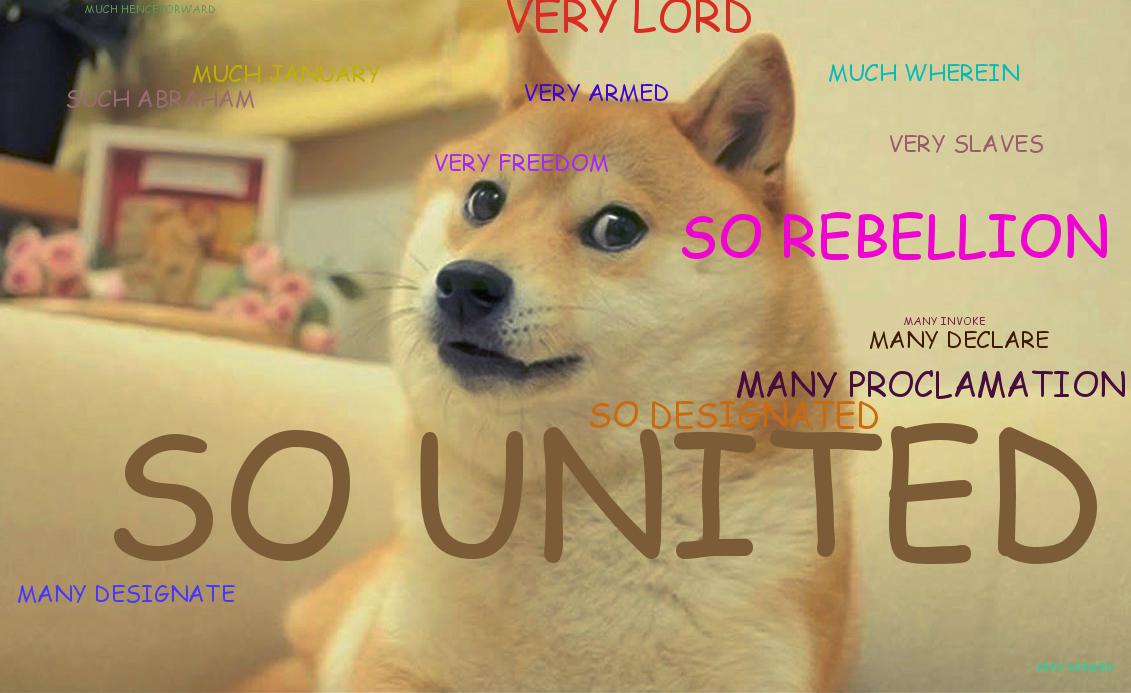 MUCH HENCEFORWARD
VERY LORD
MUCH JANUARY
MUCH WHEREIN
SUCH ABRAHAM
VERY ARMED
VERY SLAVES
VERY FREEDOM
SO REBELLION
MANY INVOKE
MANY DECLARE
MANY PROCLAMATION
SO DESIGNATED
SO UNITED
MANY DESIGNATE
VERY